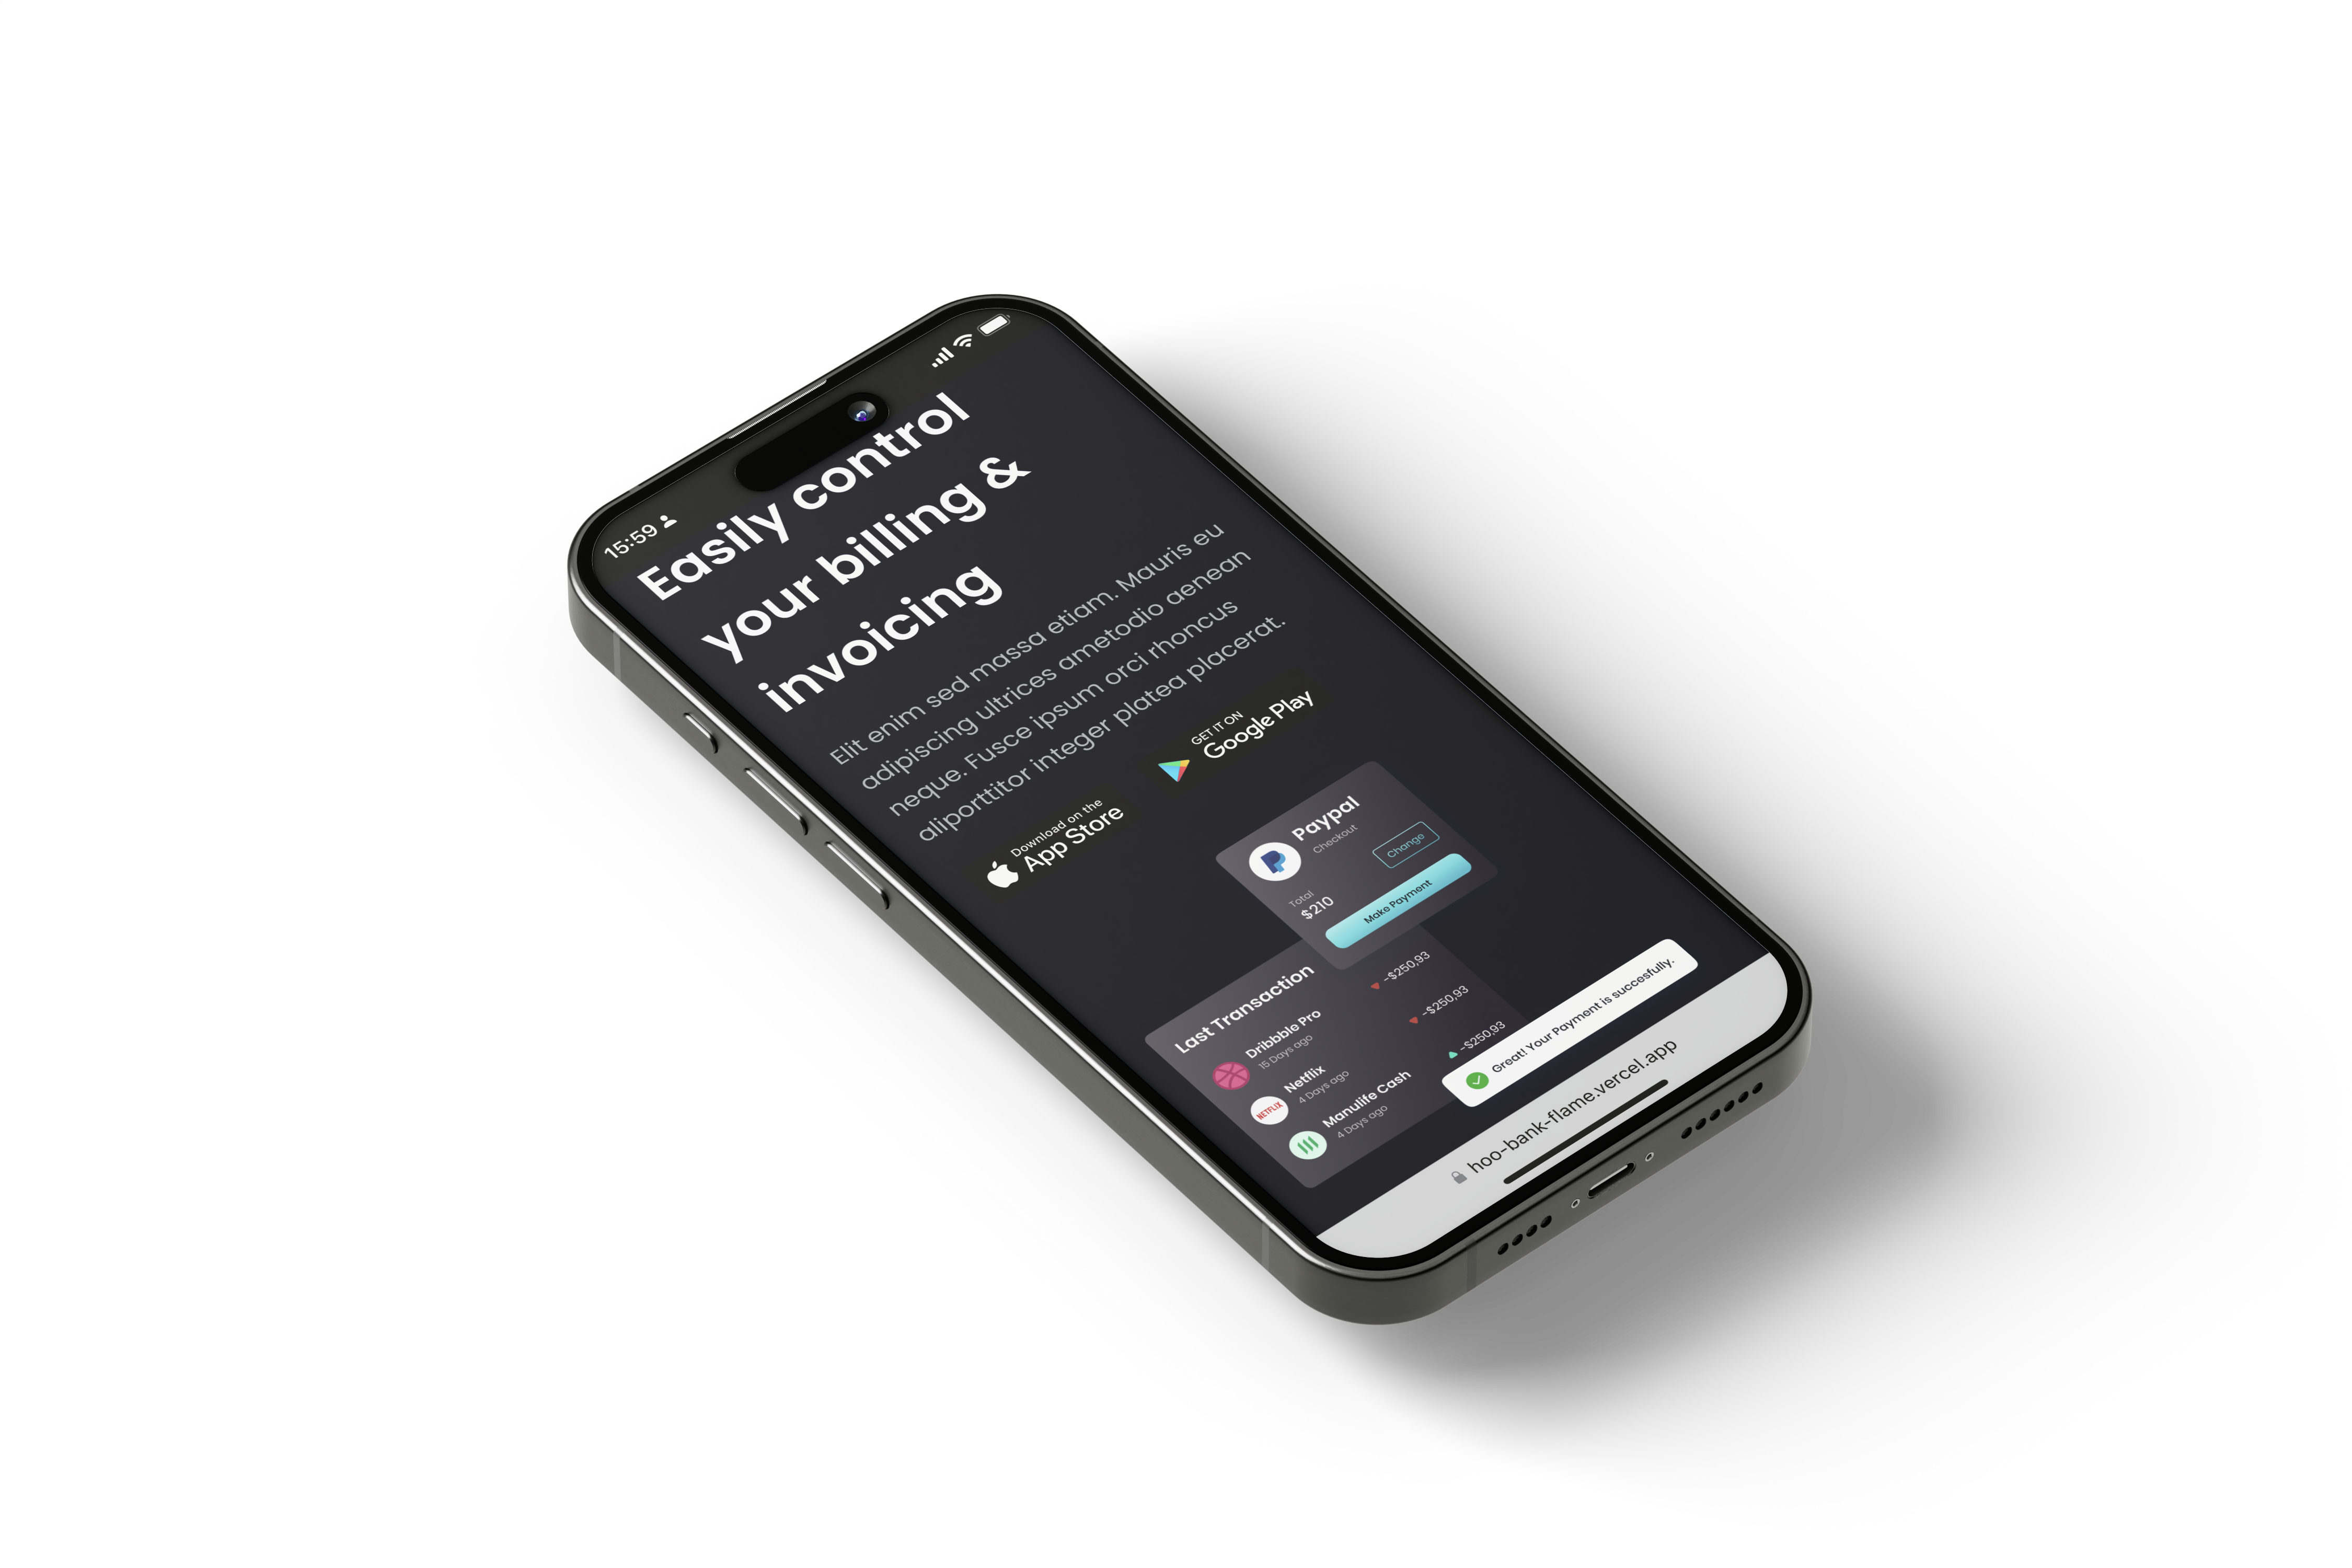 15:59
Easily control
your billing &
invoicing
Elit enim sed massa etiam. Mauris eu
adipiscing ultrices ametodio aenean
neque. Fusce ipsum orci rhoncus
aliporttitor integer platea placerat.
Download on the
App Store
GET IT ON
Google Play
Paypal
Checkout
Total
$210
Change
Make Payment
Last Transaction
Dribbble Pro
15 Days ago
-$250,93
NETFLIX
Netflix
4 Days ago
-$250,93
Manulife Cash
4 Days ago
-$250,93
Great! Your Payment is succesfully.
hoo-bank-flame.vercel.app